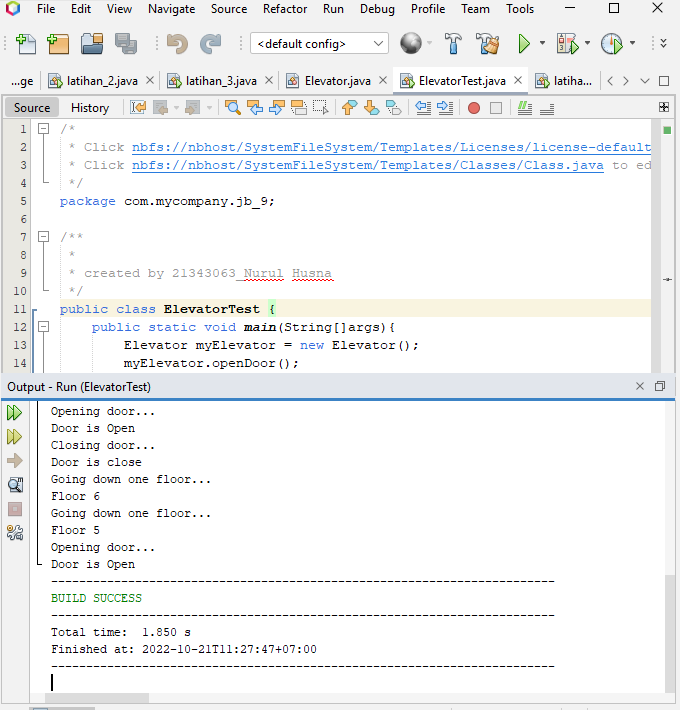 File Edit View Navigate Source Refactor Run Debug Profile Team Tools
<default config>
...ge latihan_2.java latihan_3.java Elevator.java ElevatorTest.java latiha...
Source History
1 /*
2 * Click nbfs://nbhost/SystemFileSystem/Templates/Licenses/license-default
3 * Click nbfs://nbhost/SystemFileSystem/Templates/Classes/Class.java to ed
4 */
5 package com.mycompany.jb_9;
6
7 /**
8 *
9 * created by 21343063_Nurul Husna
10 */
11 public class ElevatorTest {
12 public static void main(String[]args){
13 Elevator myElevator = new Elevator();
14 myElevator.openDoor();
Output - Run (ElevatorTest)
Opening door...
Door is Open
Closing door...
Door is close
Going down one floor...
Floor 6
Going down one floor...
Floor 5
Opening door...
Door is Open
------------------------------------------------------------------------
BUILD SUCCESS
------------------------------------------------------------------------
Total time: 1.850 s
Finished at: 2022-10-21T11:27:47+07:00
------------------------------------------------------------------------